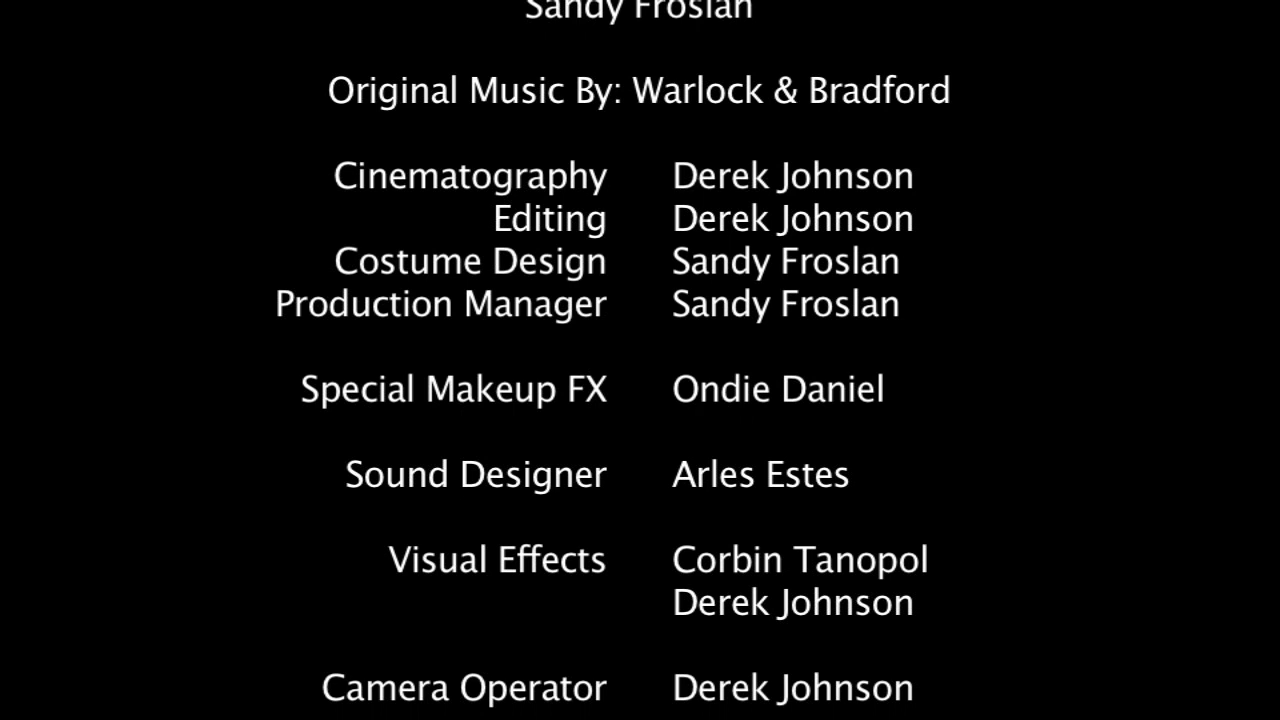 Sandy Froslan
Original Music By: Warlock & Bradford
Cinematography Derek Johnson
Editing Derek Johnson
Costume Design Sandy Froslan
Production Manager Sandy Froslan
Special Makeup FX Ondie Daniel
Sound Designer Arles Estes
Visual Effects Corbin Tanopol
Derek Johnson
Camera Operator Derek Johnson